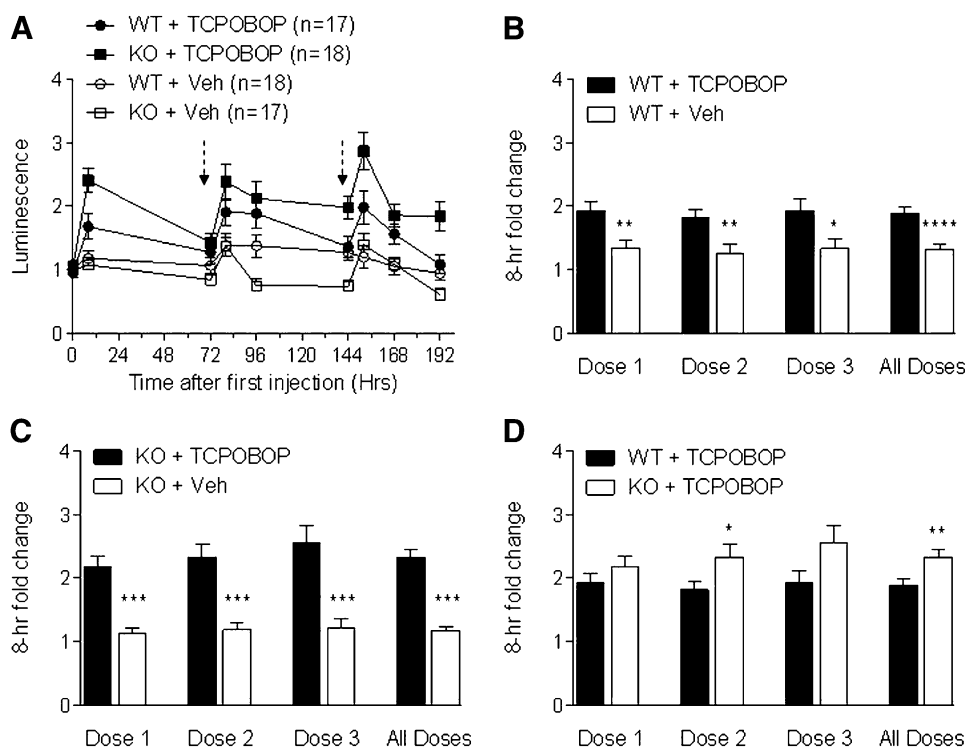 A
WT + TCPOBOP (n=17)
KO + TCPOBOP (n=18)
WT + Veh (n=18)
KO + Veh (n=17)
4
3
2
1
0
Luminescence
0 24 48 72 96 120 144 168 192
Time after first injection (Hrs)
B
WT + TCPOBOP
WT + Veh
4
3
2
1
0
8-hr fold change
** ** * ****
Dose 1 Dose 2 Dose 3 All Doses
C
KO + TCPOBOP
KO + Veh
4
3
2
1
0
8-hr fold change
*** *** *** ***
Dose 1 Dose 2 Dose 3 All Doses
D
WT + TCPOBOP
KO + TCPOBOP
4
3
2
1
0
8-hr fold change
* **
Dose 1 Dose 2 Dose 3 All Doses